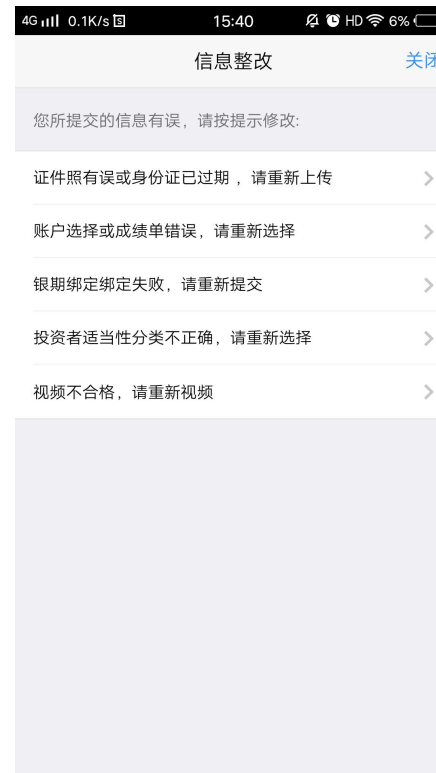 4G 0.1K/s S 15:40 HD 6%
信息整改 关闭
您所提交的信息有误，请按提示修改:
证件照有误或身份证已过期 ，请重新上传
账户选择或成绩单错误，请重新选择
银期绑定绑定失败，请重新提交
投资者适当性分类不正确，请重新选择
视频不合格，请重新视频